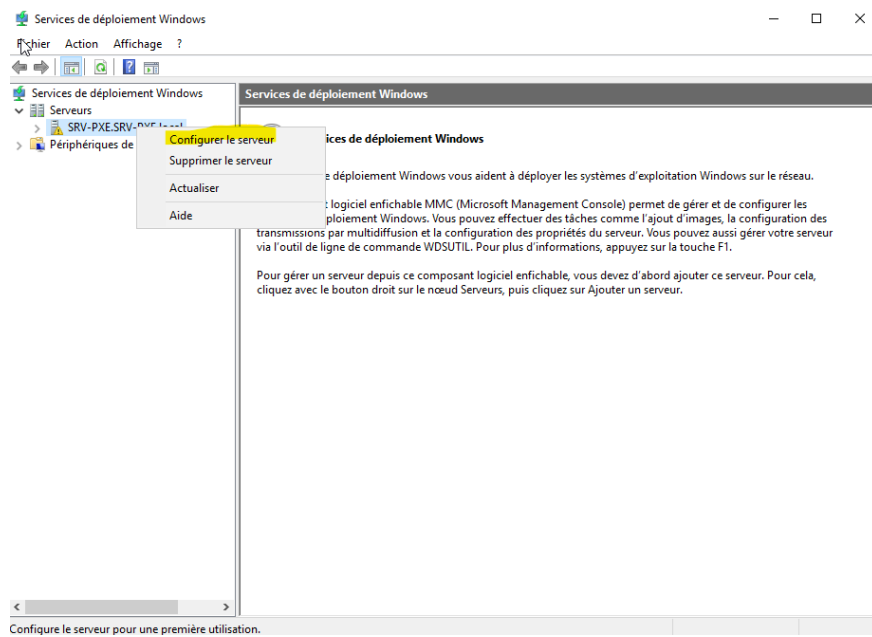 Services de déploiement Windows
Fichier Action Affichage ?
Services de déploiement Windows
Serveurs
SRV-PXE.SRV-PXE.local
Périphériques de
Configurer le serveur
Supprimer le serveur
Actualiser
Aide
Services de déploiement Windows
ices de déploiement Windows
e déploiement Windows vous aident à déployer les systèmes d'exploitation Windows sur le réseau.
t logiciel enfichable MMC (Microsoft Management Console) permet de gérer et de configurer les
ploiement Windows. Vous pouvez effectuer des tâches comme l'ajout d'images, la configuration des
transmissions par multidiffusion et la configuration des propriétés du serveur. Vous pouvez aussi gérer votre serveur
via l'outil de ligne de commande WDSUTIL. Pour plus d'informations, appuyez sur la touche F1.
Pour gérer un serveur depuis ce composant logiciel enfichable, vous devez d'abord ajouter ce serveur. Pour cela,
cliquez avec le bouton droit sur le nœud Serveurs, puis cliquez sur Ajouter un serveur.
Configure le serveur pour une première utilisation.